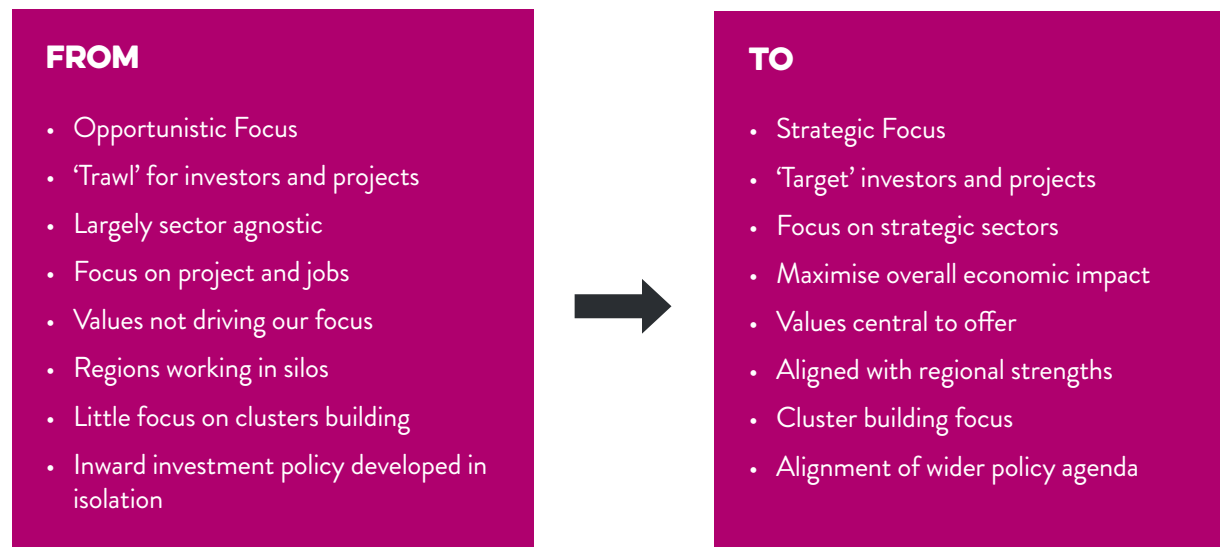 FROM
• Opportunistic Focus
• ‘Trawl’ for investors and projects
• Largely sector agnostic
• Focus on project and jobs
• Values not driving our focus
• Regions working in silos
• Little focus on clusters building
• Inward investment policy developed in
isolation
TO
• Strategic Focus
• ‘Target’ investors and projects
• Focus on strategic sectors
• Maximise overall economic impact
• Values central to offer
• Aligned with regional strengths
• Cluster building focus
• Alignment of wider policy agenda